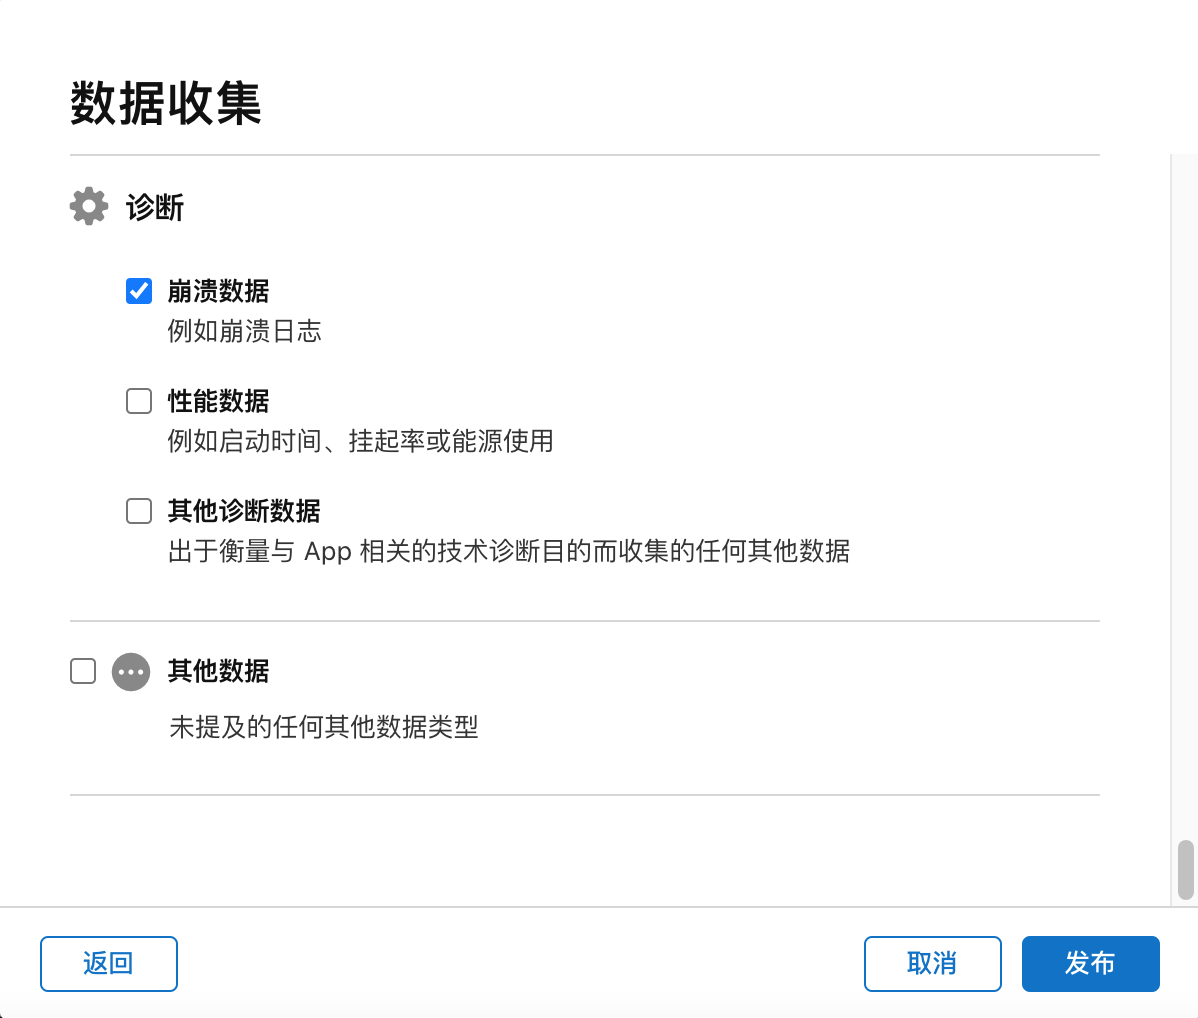 数据收集
诊断
崩溃数据
例如崩溃日志
性能数据
例如启动时间、挂起率或能源使用
其他诊断数据
出于衡量与 App 相关的技术诊断目的而收集的任何其他数据
其他数据
未提及的任何其他数据类型
返回
取消
发布